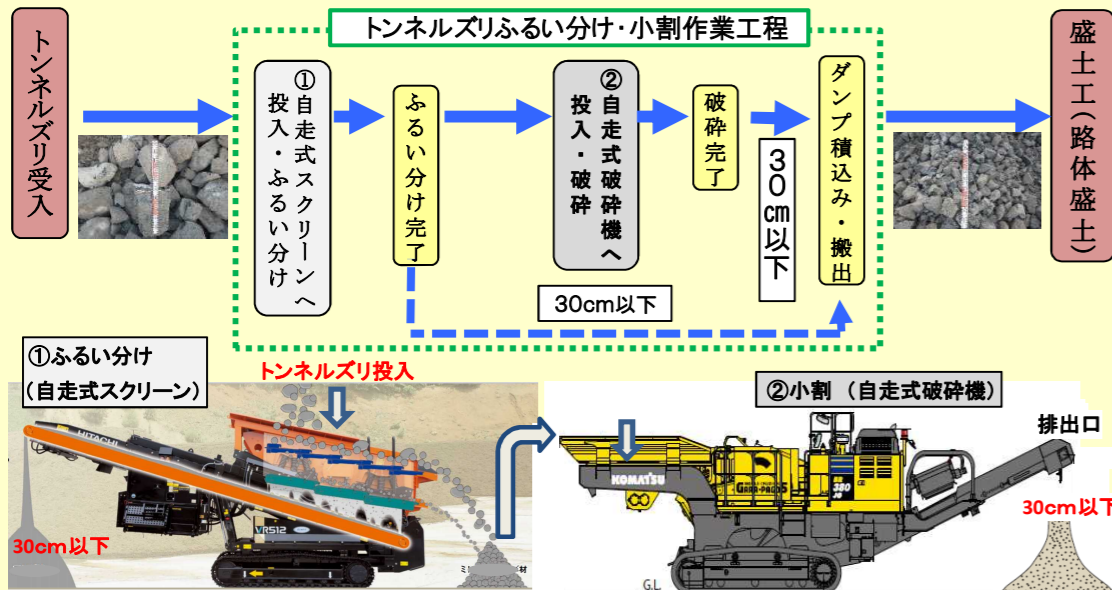 トンネルズリふるい分け・小割作業工程
トンネルズリ受入
①自走式スクリーンへ
投入・ふるい分け
ふるい分け完了
②自走式破砕機へ
投入・破砕
破砕完了
30cm以下
ダンプ積込み・搬出
盛土工(路体盛土)
30cm以下
①ふるい分け
(自走式スクリーン)
トンネルズリ投入
HITACHI
VR512
30cm以下
②小割 (自走式破砕機)
KOMATSU
GARA-PAGOS
BR
380
JG
排出口
30cm以下
G.L.